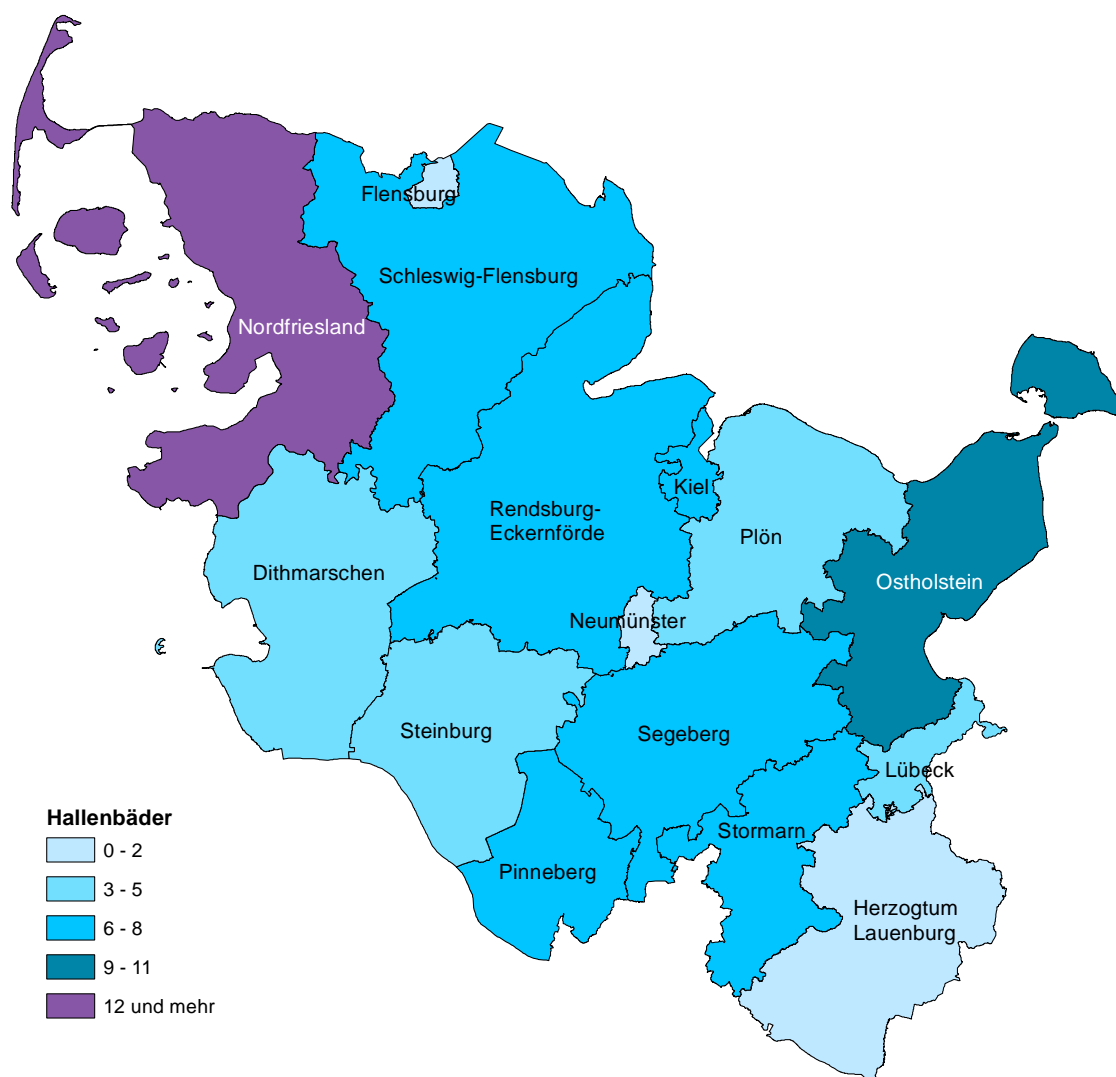 Flensburg
Schleswig-Flensburg
Nordfriesland
Kiel
Rendsburg-
Eckernförde
Plön
Dithmarschen
Ostholstein
Neumünster
Steinburg
Segeberg
Lübeck
Stormarn
Pinneberg
Herzogtum
Lauenburg
Hallenbäder
0 - 2
3 - 5
6 - 8
9 - 11
12 und mehr